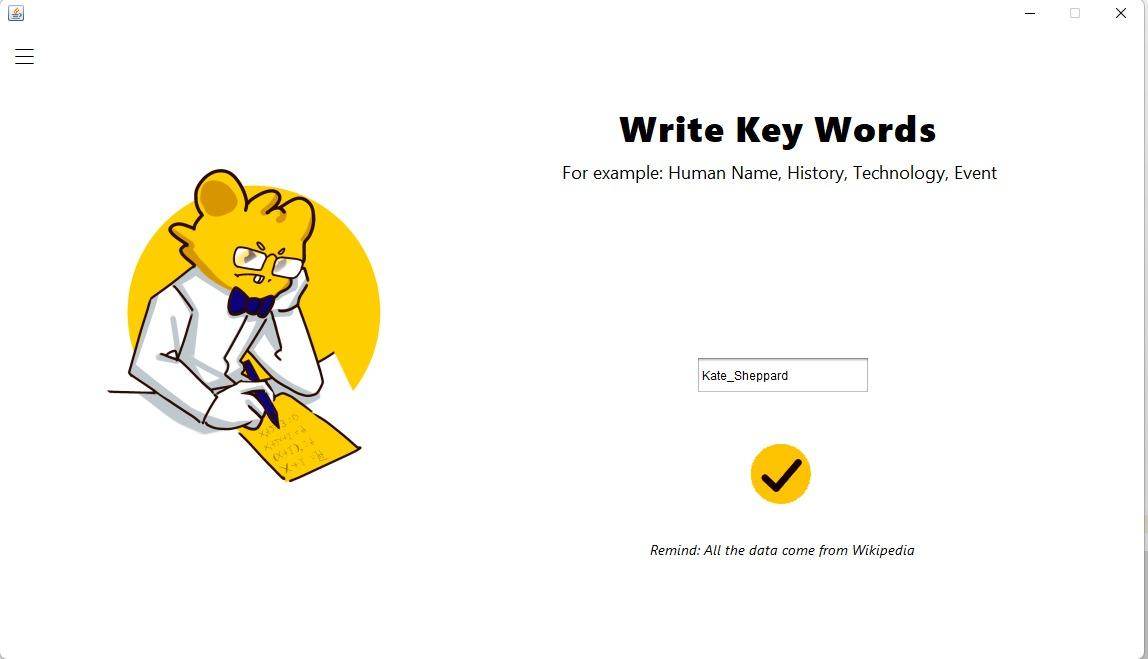 Write Key Words
For example: Human Name, History, Technology, Event
Kate_Sheppard
Remind: All the data come from Wikipedia